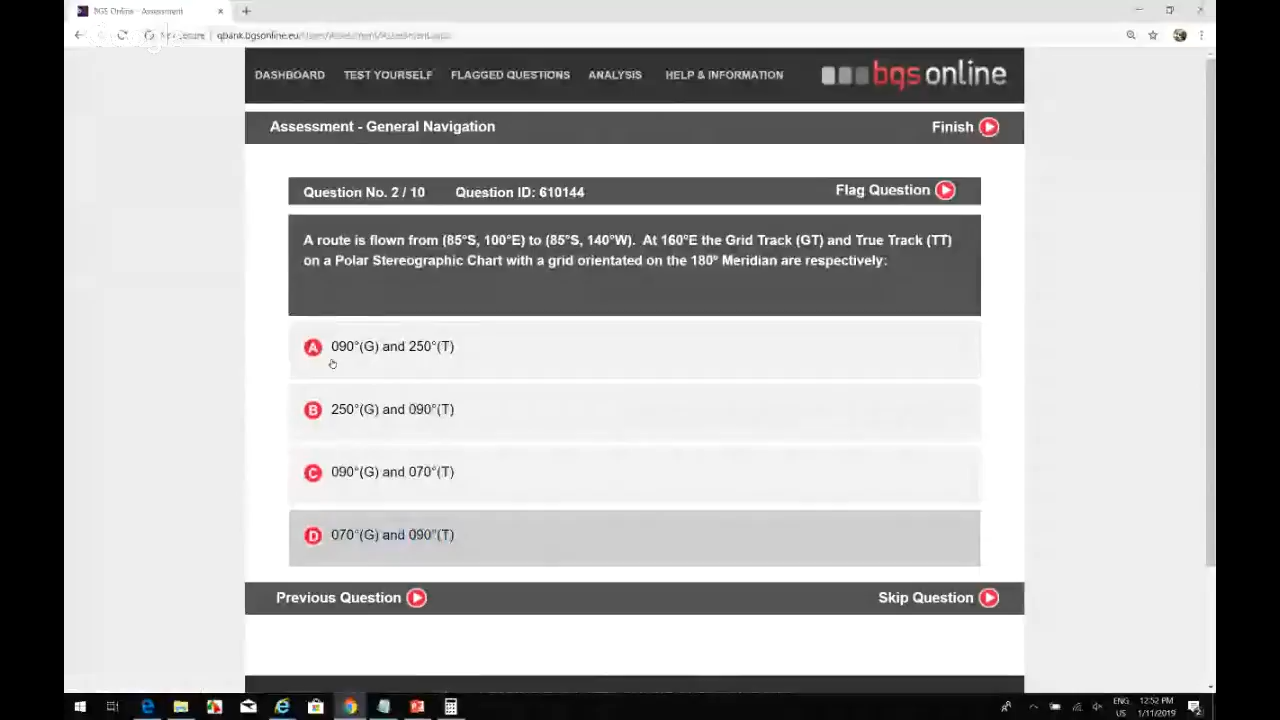 BGS Online - Assessment
qbank.bgsonline.eu/Users/Assessment/Assessment.aspx
DASHBOARD TEST YOURSELF FLAGGED QUESTIONS ANALYSIS HELP & INFORMATION bgs online
Assessment - General Navigation Finish
Question No. 2 / 10 Question ID: 610144 Flag Question
A route is flown from (85°S, 100°E) to (85°S, 140°W). At 160°E the Grid Track (GT) and True Track (TT)
on a Polar Stereographic Chart with a grid orientated on the 180° Meridian are respectively:
A 090°(G) and 250°(T)
B 250°(G) and 090°(T)
C 090°(G) and 070°(T)
D 070°(G) and 090°(T)
Previous Question Skip Question
ENG 12:52 PM
US 1/11/2019